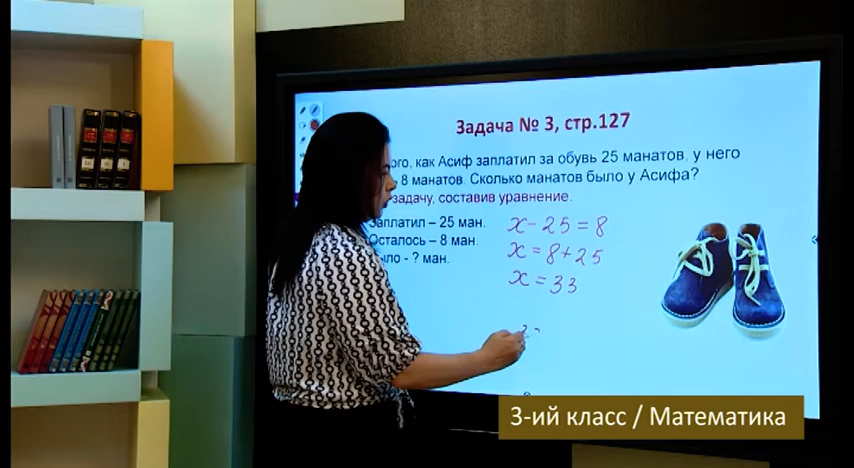 Задача № 3, стр.127
как Асиф заплатил за обувь 25 манатов, у него
8 манатов. Сколько манатов было у Асифа?
задачу, составив уравнение.
Заплатил – 25 ман.
x - 25 = 8
Осталось – 8 ман.
x = 8 + 25
- ? ман.
x = 33
3-ий класс / Математика